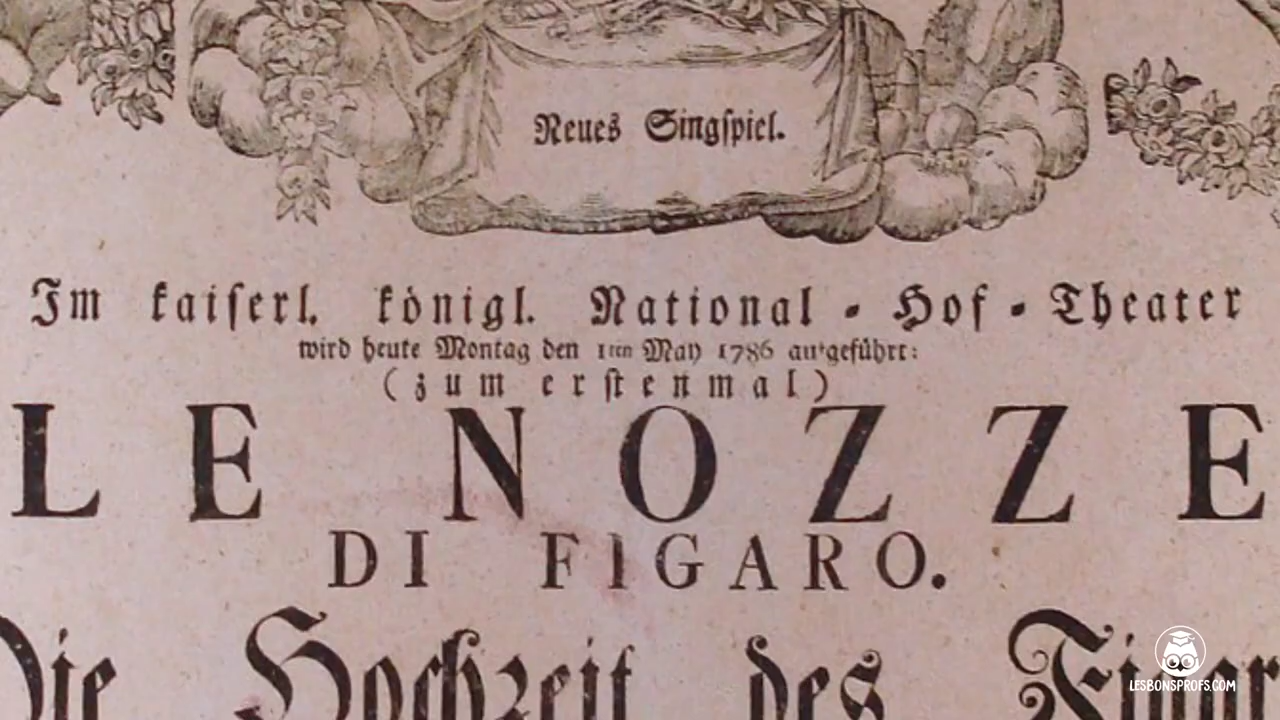 Neues Singspiel.
Im kaiserl. königl. National-Hof-Theater
wird heute Montag den 1ten May 1786 aufgeführt:
(zum erstenmal)
LE NOZZE
DI FIGARO.
Die Hochzeit des Figar
LESBONSPROFS.COM